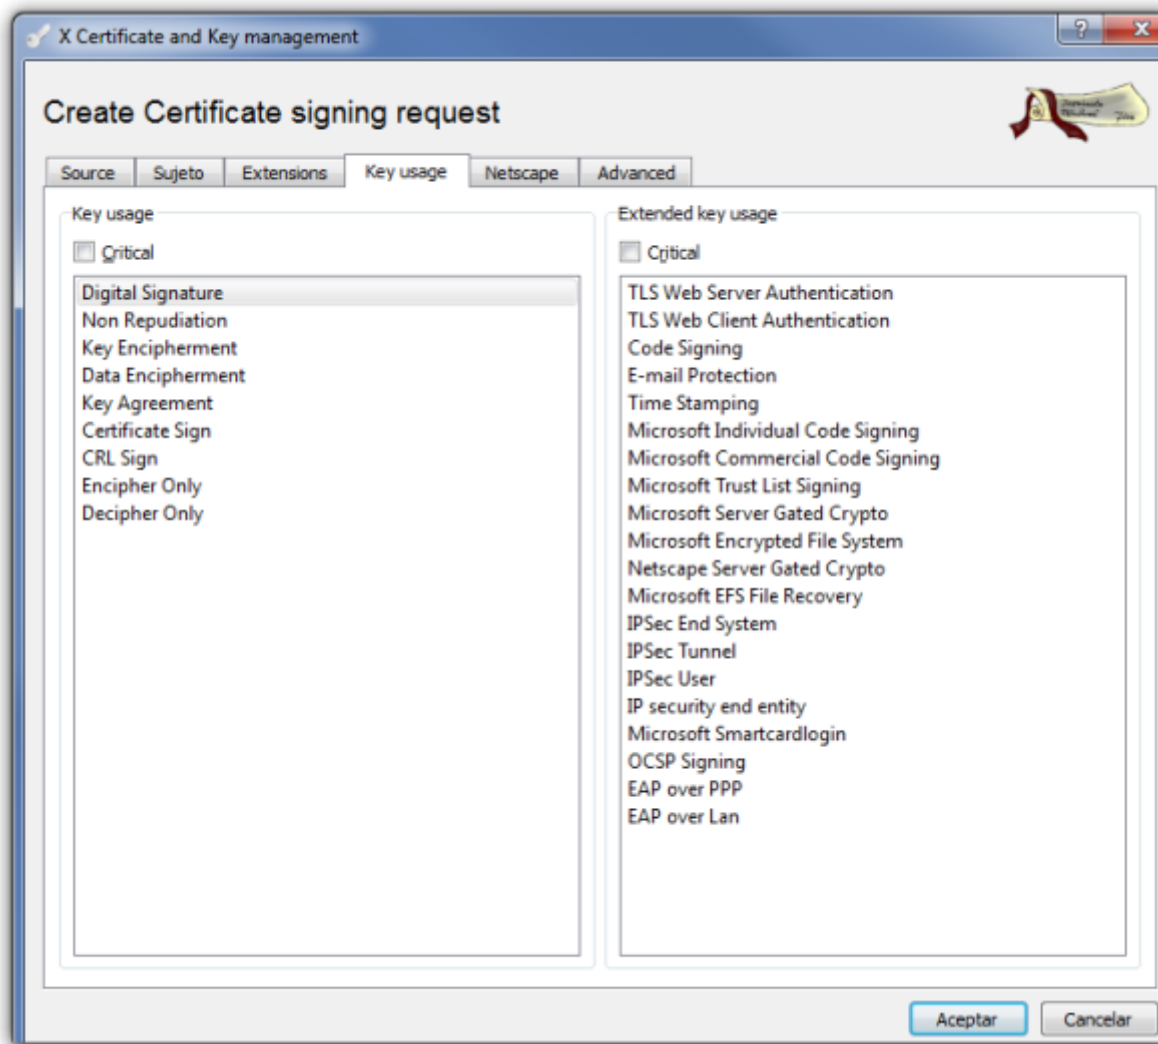 X Certificate and Key management
Create Certificate signing request
Source Sujeto Extensions Key usage Netscape Advanced
Key usage
Critical
Digital Signature
Non Repudiation
Key Encipherment
Data Encipherment
Key Agreement
Certificate Sign
CRL Sign
Encipher Only
Decipher Only
Extended key usage
Critical
TLS Web Server Authentication
TLS Web Client Authentication
Code Signing
E-mail Protection
Time Stamping
Microsoft Individual Code Signing
Microsoft Commercial Code Signing
Microsoft Trust List Signing
Microsoft Server Gated Crypto
Microsoft Encrypted File System
Netscape Server Gated Crypto
Microsoft EFS File Recovery
IPSec End System
IPSec Tunnel
IPSec User
IP security end entity
Microsoft Smartcardlogin
OCSP Signing
EAP over PPP
EAP over Lan
Aceptar Cancelar